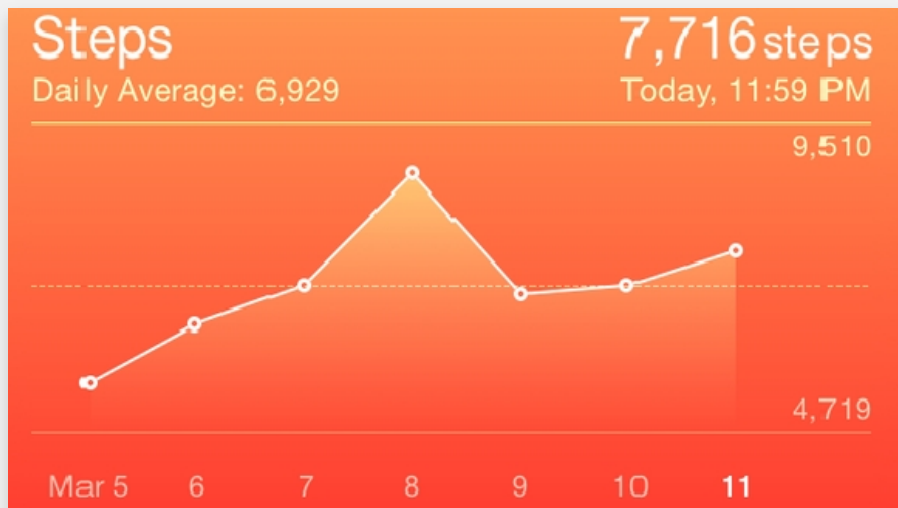 Steps
7,716 steps
Daily Average: 6,929
Today, 11:59 PM
9,510
4,719
Mar 5 6 7 8 9 10 11